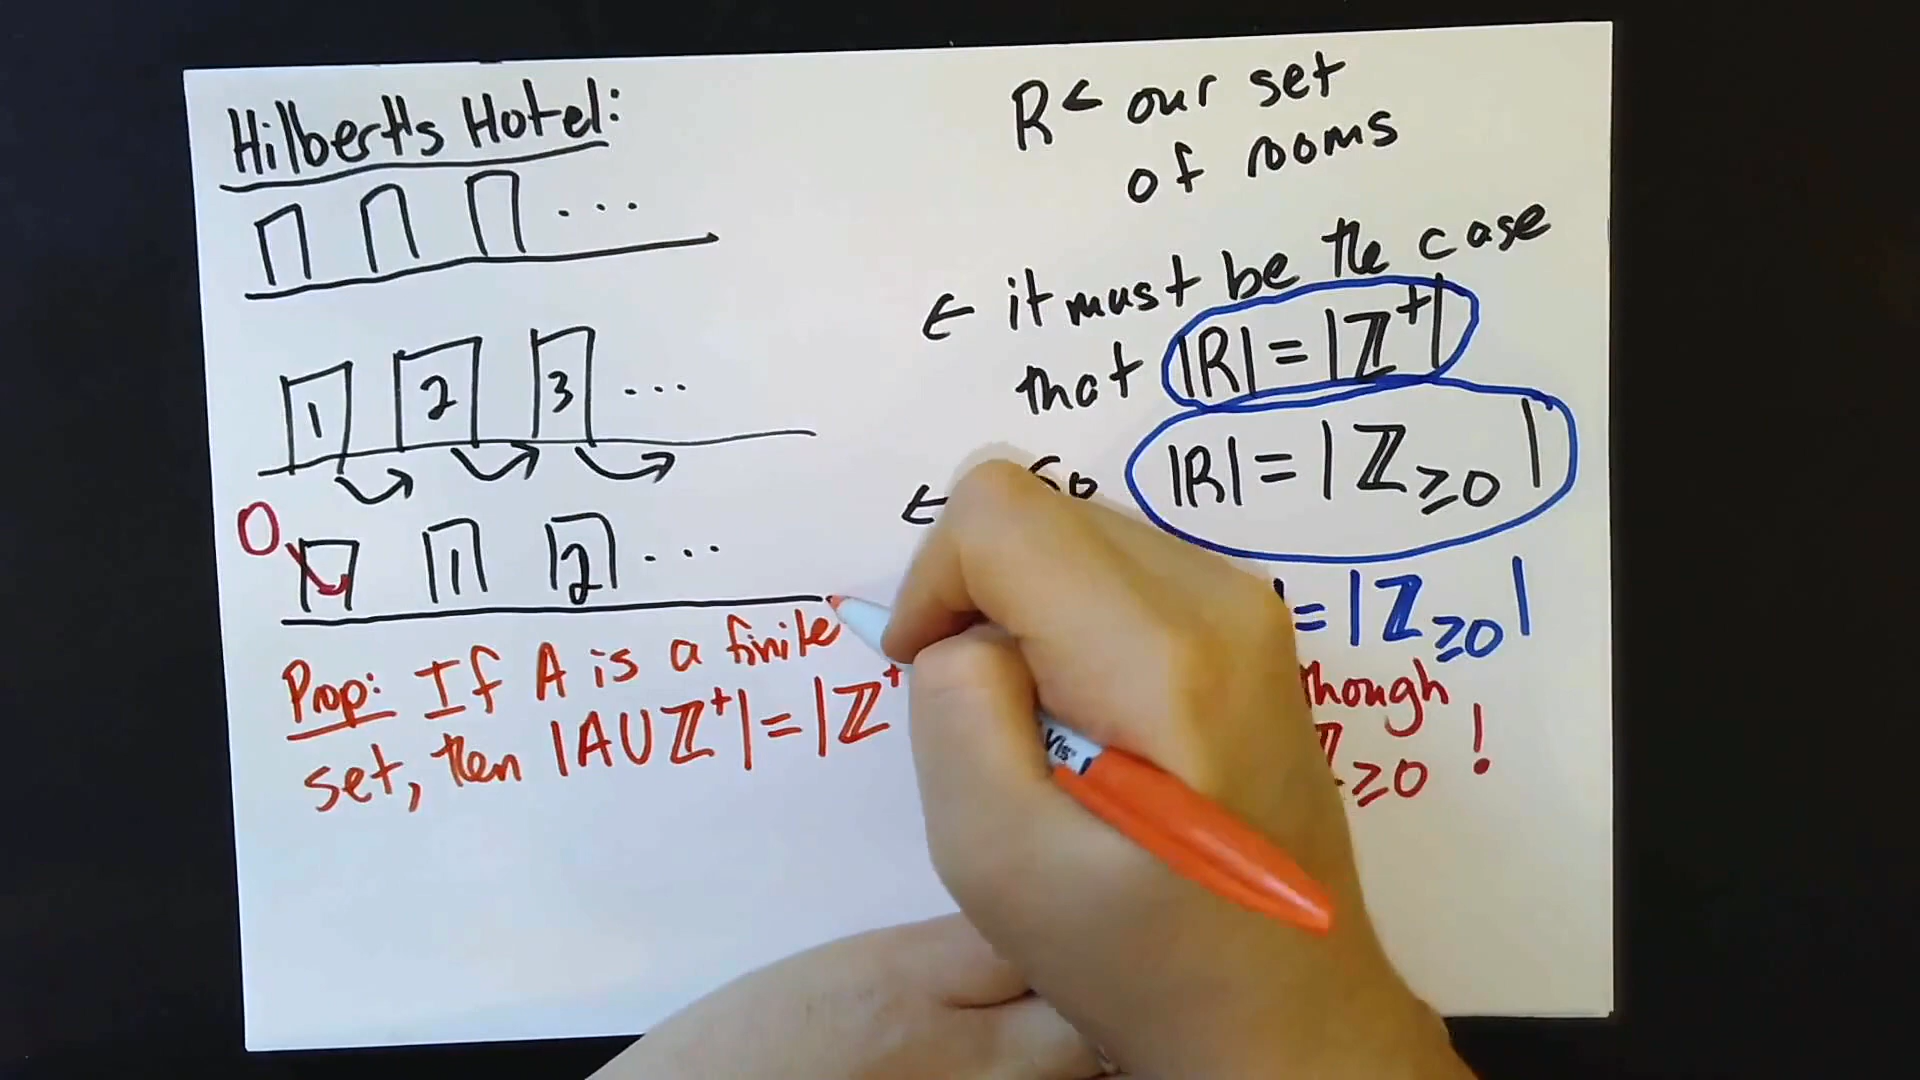 Hilbert's Hotel:
...
1 2 3 ...
0
1 2 ...
Prop: If A is a finite
set, then |A∪ℤ⁺|=|ℤ⁺
R ← our set
of rooms
← it must be the case
that |R|=|ℤ⁺|
← So |R|=|ℤ≥0|
|=|ℤ≥0|
though
ℤ≥0 !
Vis